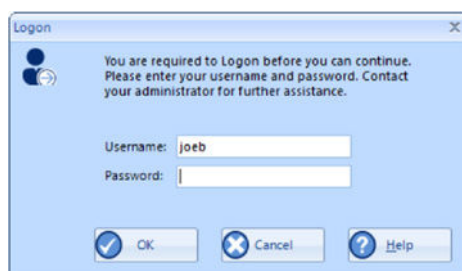 Logon
You are required to Logon before you can continue.
Please enter your username and password. Contact
your administrator for further assistance.
Username: joeb
Password:
OK Cancel Help